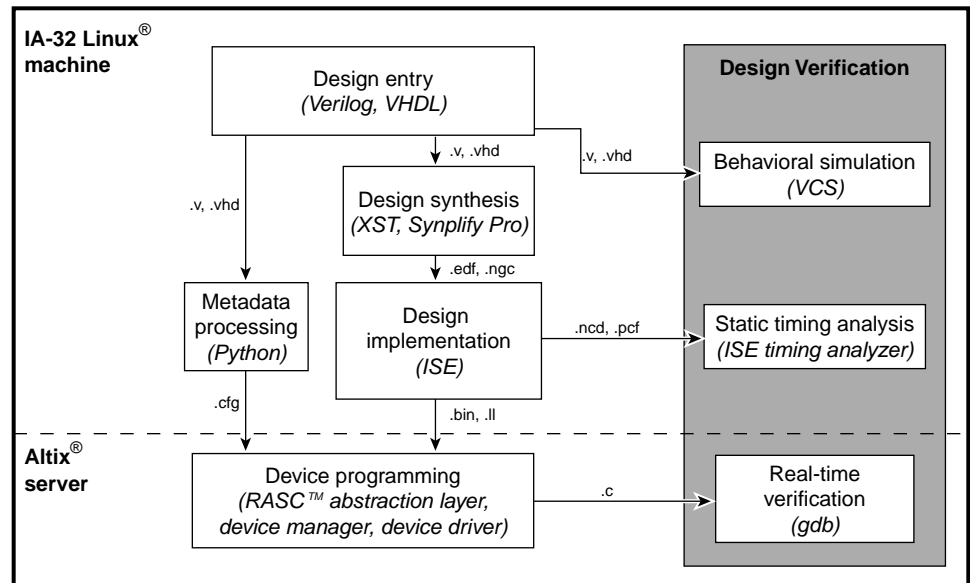 IA-32 Linux®
machine
Design entry
(Verilog, VHDL)
Design Verification
.v, .vhd
.v, .vhd
.v, .vhd
Behavioral simulation
(VCS)
Design synthesis
(XST, Synplify Pro)
.edf, .ngc
Metadata
processing
(Python)
Design
implementation
(ISE)
.ncd, .pcf
Static timing analysis
(ISE timing analyzer)
.cfg
.bin, .ll
Altix®
server
Device programming
(RASC™ abstraction layer,
device manager, device driver)
.c
Real-time
verification
(gdb)